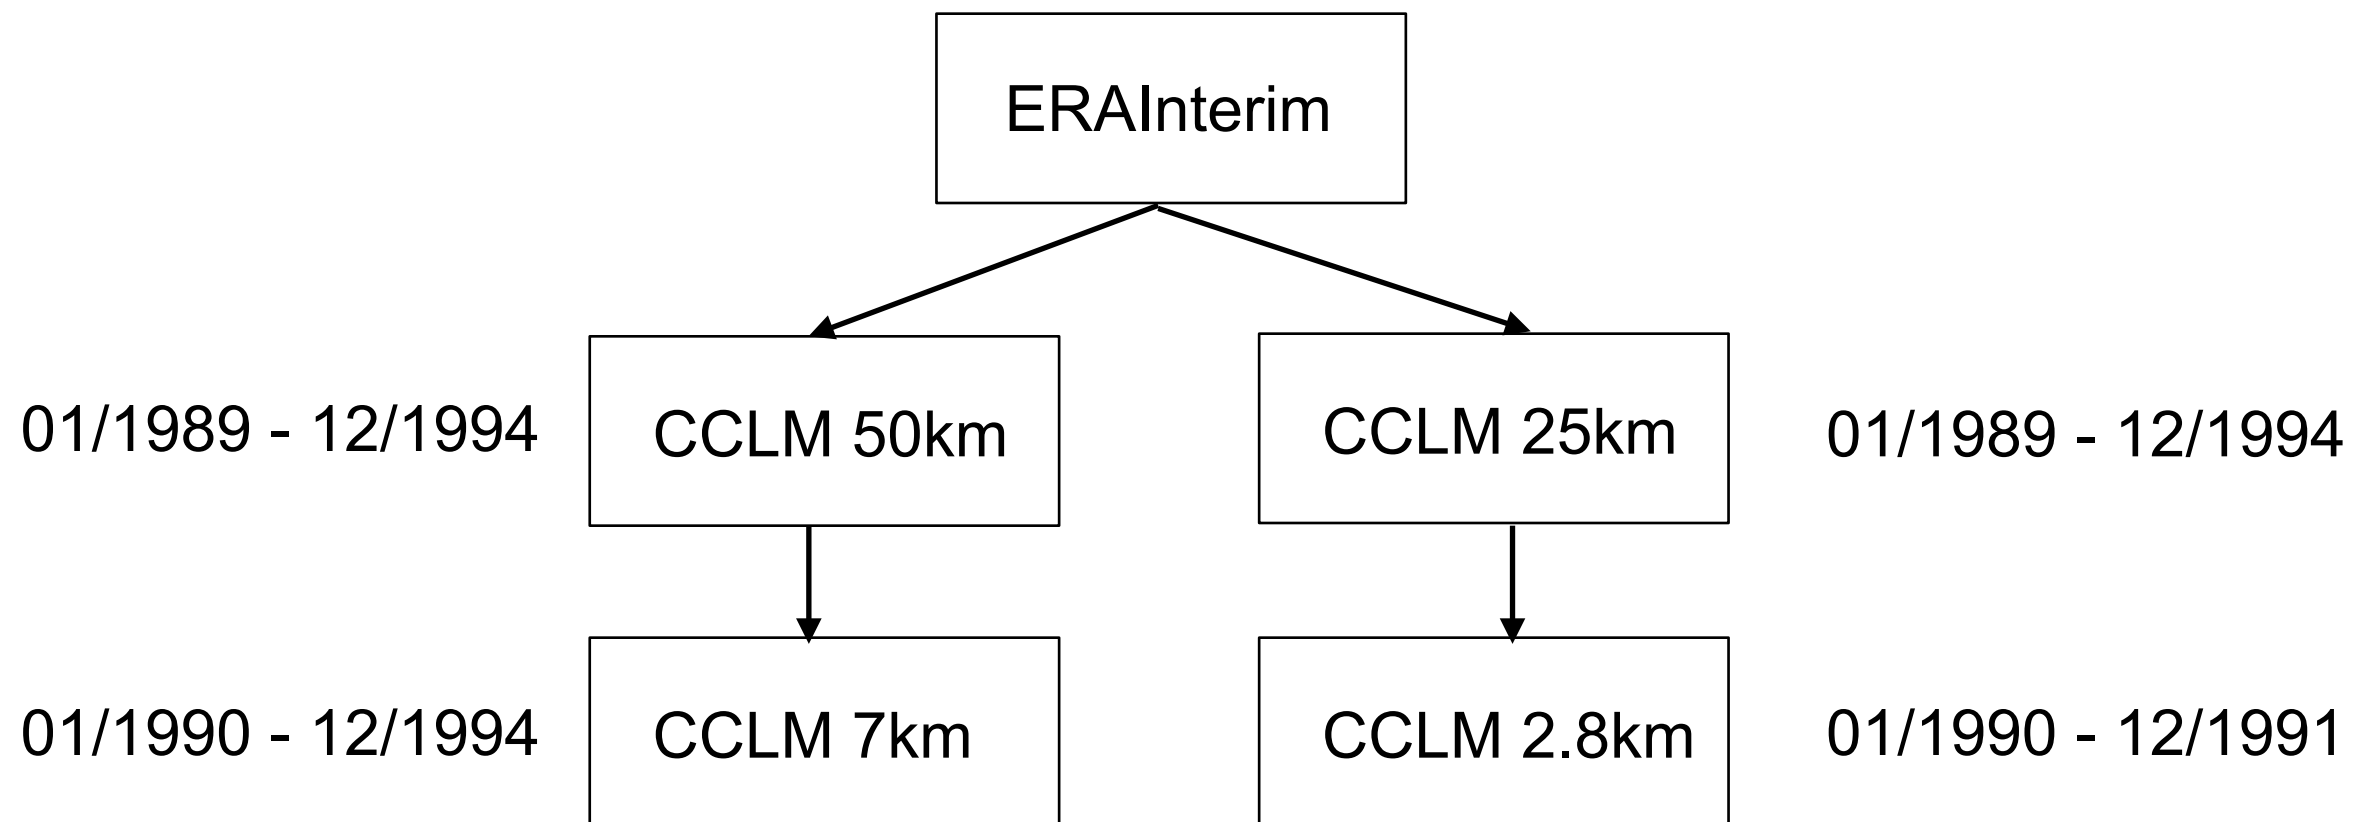 ERAInterim
01/1989 - 12/1994
CCLM 50km
CCLM 25km
01/1989 - 12/1994
01/1990 - 12/1994
CCLM 7km
CCLM 2.8km
01/1990 - 12/1991